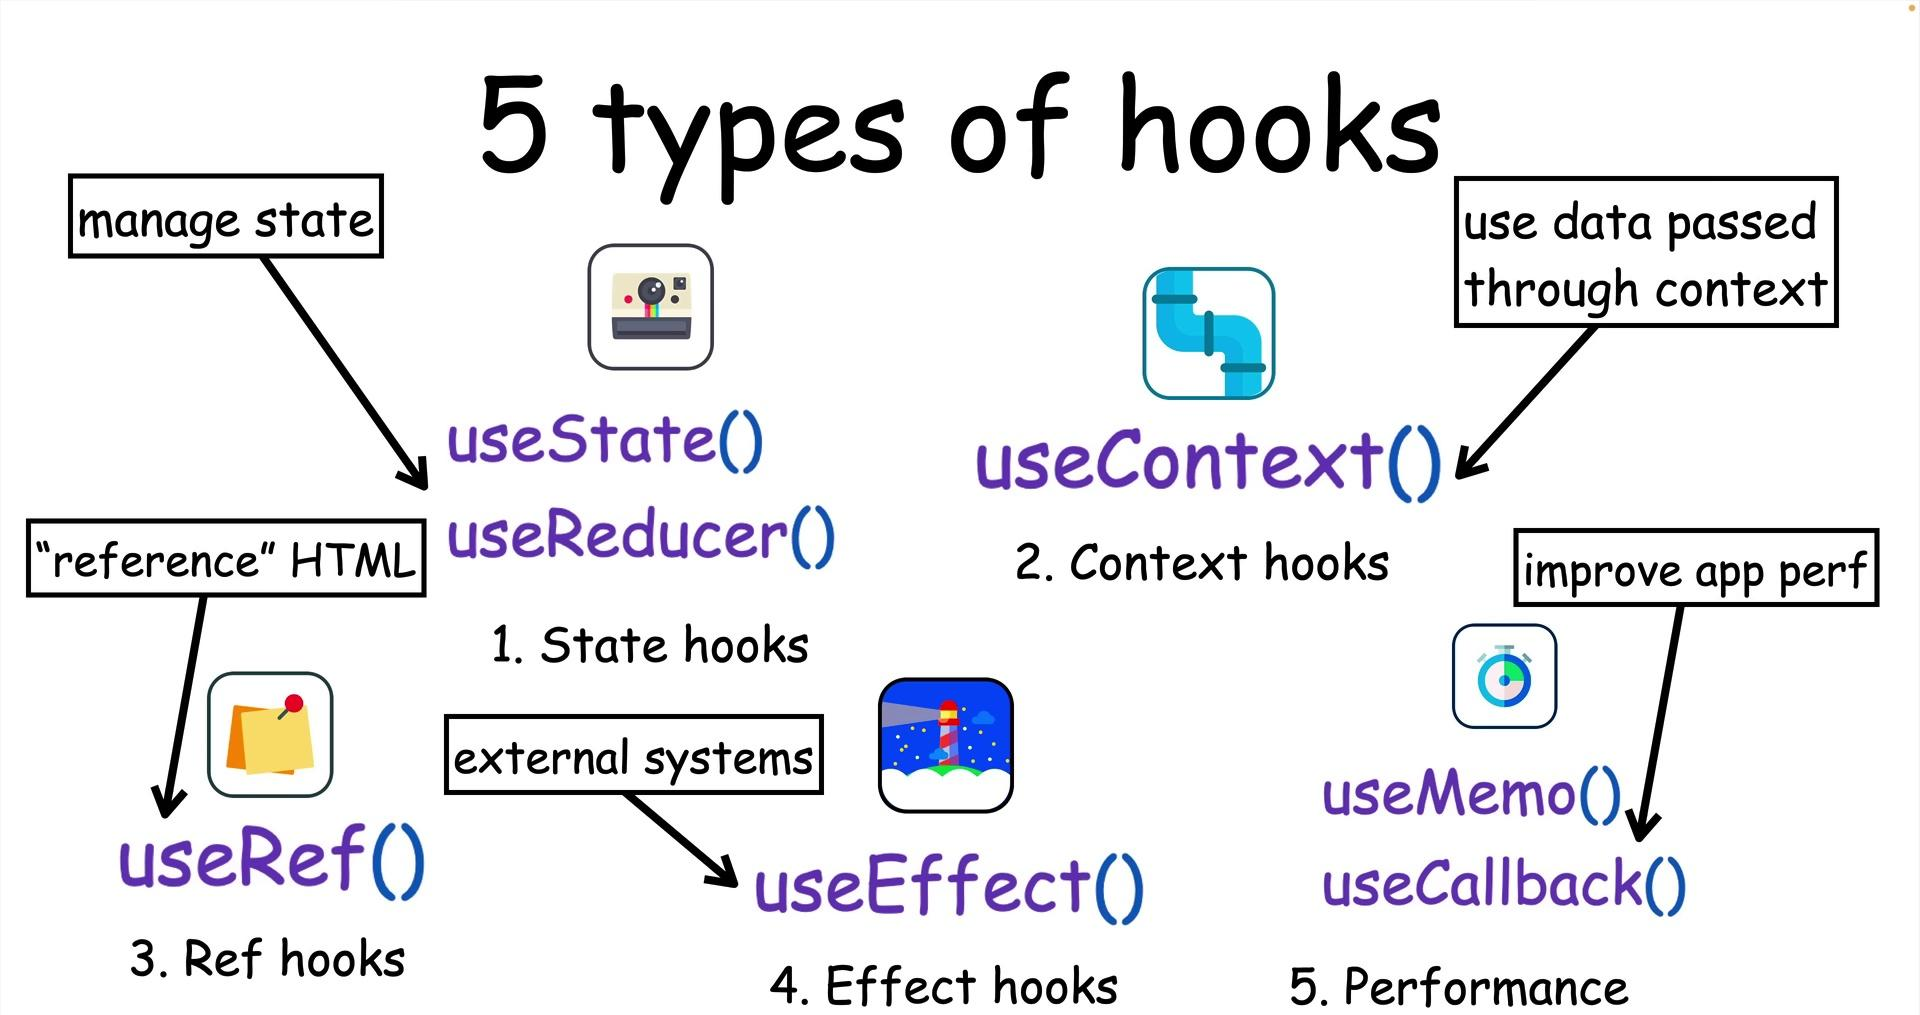 5 types of hooks
manage state
useState()
useReducer()
1. State hooks
use data passed
through context
useContext()
2. Context hooks
“reference” HTML
useRef()
3. Ref hooks
external systems
useEffect()
4. Effect hooks
improve app perf
useMemo()
useCallback()
5. Performance